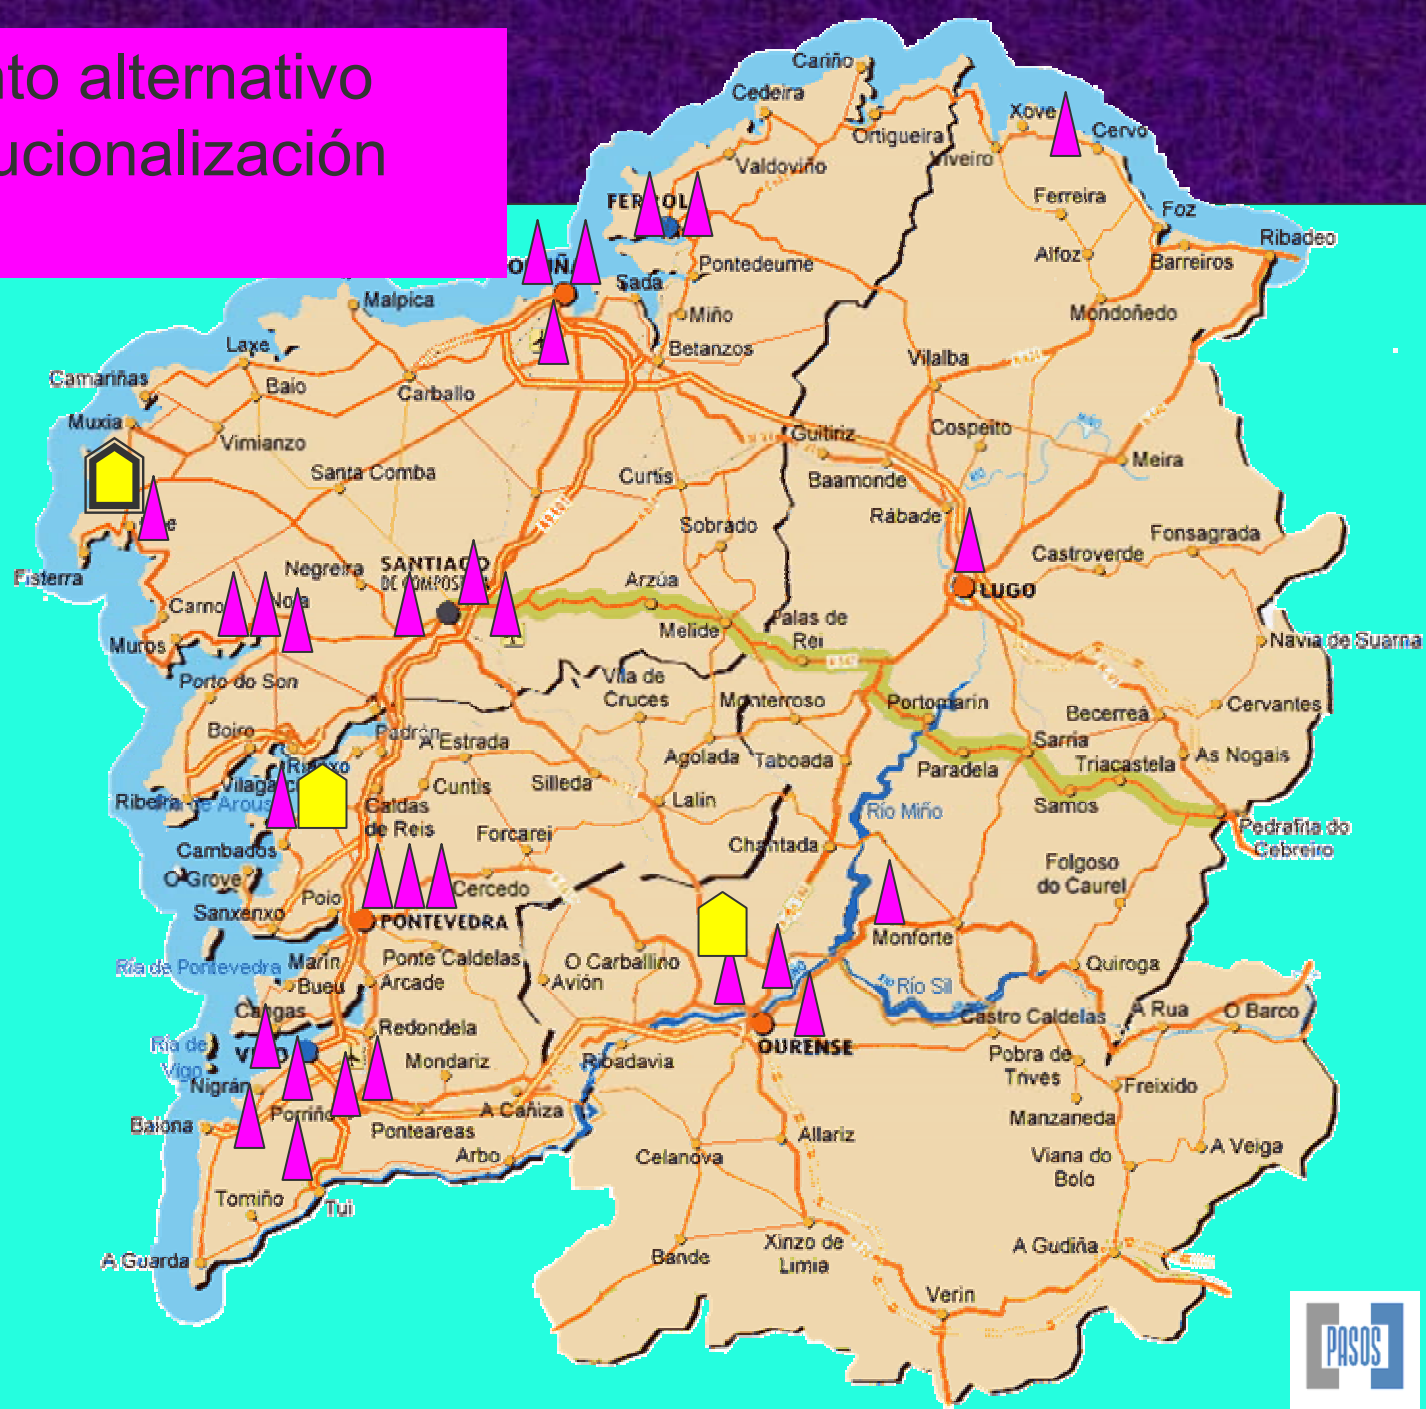 nto alternativo
ucionalización
Cariño
Cedeira
Ortigueira
Xove
Cervo
Viveiro
Valdoviño
Ferreira
Foz
Ribadeo
Alfoz
Barreiros
Pontedeume
Sada
Malpica
Miño
Mondoñedo
Laxe
Betanzos
Vilalba
Camariñas
Baio
Carballo
Muxia
Vimianzo
Guitiriz
Cospeito
Meira
Santa Comba
Curtis
Baamonde
Rábade
Sobrado
Fonsagrada
Castroverde
Fisterra
Negreira
SANTIAGO
Arzúa
LUGO
Muros
Melide
Palas de
Rei
Navia de Suarna
Porto do Son
Vila de
Cruces
Monterroso
Portomarín
Becerreá
Cervantes
Boiro
Padrón
A Estrada
Agolada
Taboada
Sarria
As Nogais
Paradela
Triacastela
Silleda
Cuntis
Lalin
Samos
Río Miño
Caldas
de Reis
Forcarei
Pedrafita do
Cebreiro
Cambados
Chantada
Folgoso
do Caurel
O Grove
Cercedo
Poio
Sanxenxo
PONTEVEDRA
Monforte
Ría de Pontevedra
Marín
Ponte Caldelas
O Carballino
Quiroga
Bueu
Arcade
Avión
Río Sil
Cangas
Redondela
Castro Caldelas
A Rua
O Barco
Ría de
Vigo
OURENSE
Mondariz
Ribadavia
Pobra de
Trives
Nigrán
Freixido
Porriño
A Cañiza
Manzaneda
Baiona
Ponteareas
Allariz
Arbo
Celanova
Viana do
Bolo
A Veiga
Tomiño
Tui
A Guarda
Bande
Xinzo de
Limia
A Gudiña
Verin
PASOS